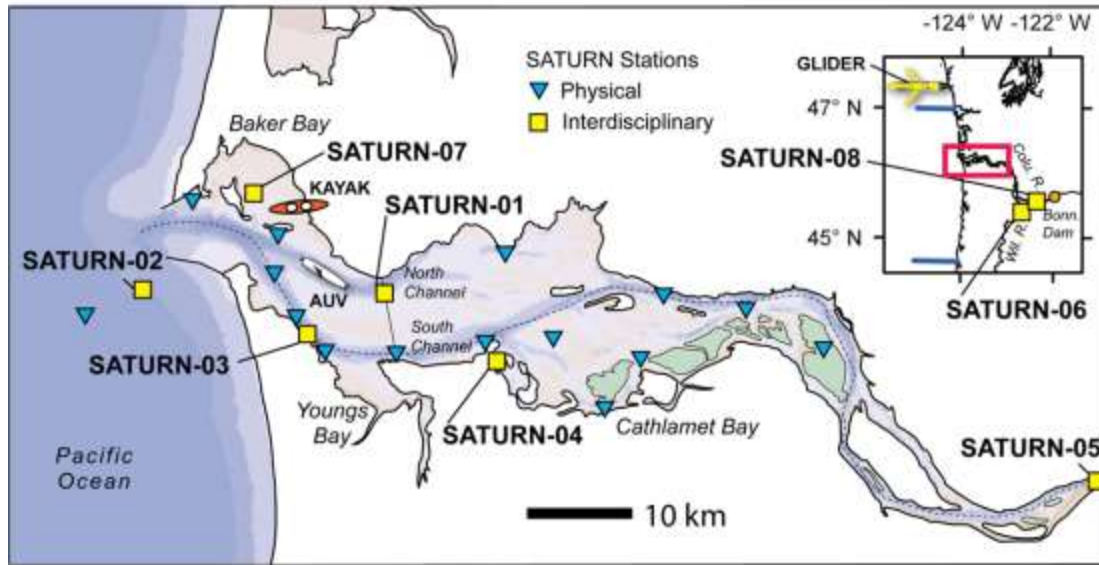 -124° W
-122° W
SATURN Stations
Physical
Interdisciplinary
GLIDER
47° N
Baker Bay
SATURN-07
SATURN-08
KAYAK
SATURN-01
Colu. R.
Bonn.
Dam
Wil. R.
45° N
SATURN-02
North
Channel
AUV
SATURN-06
South
Channel
SATURN-03
Youngs
Bay
SATURN-04
Cathlamet Bay
SATURN-05
Pacific
Ocean
10 km